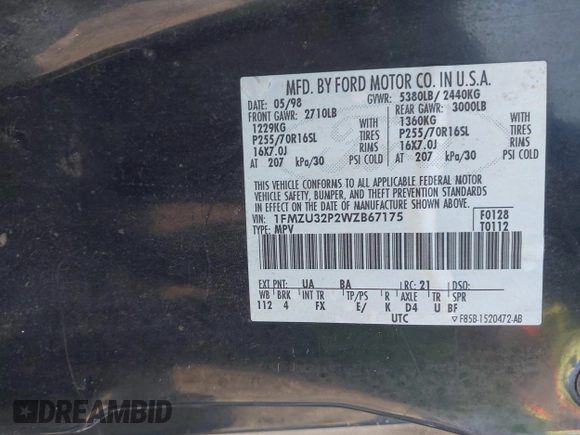 MFD. BY FORD MOTOR CO. IN U.S.A.
DATE: 05/98 GVWR: 5380LB/ 2440KG
FRONT GAWR: 2710LB REAR GAWR: 3000LB
1229KG WITH 1360KG WITH
P255/70R16SL TIRES P255/70R16SL TIRES
16X7.0J RIMS 16X7.0J RIMS
AT 207 kPa/30 PSI COLD AT 207 kPa/30 PSI COLD
THIS VEHICLE CONFORMS TO ALL APPLICABLE FEDERAL MOTOR
VEHICLE SAFETY, BUMPER, AND THEFT PREVENTION STANDARDS
IN EFFECT ON THE DATE OF MANUFACTURE SHOWN ABOVE.
VIN: 1FMZU32P2WZB67175 F0128
TYPE: MPV T0112
EXT PNT: UA BA RC: 21 DSO:
WB BRK INT TR TP/PS R AXLE TR SPR
112 4 FX E/ K D4 U BF
UTC ▽ F85B-1520472-AB
DREAMBID